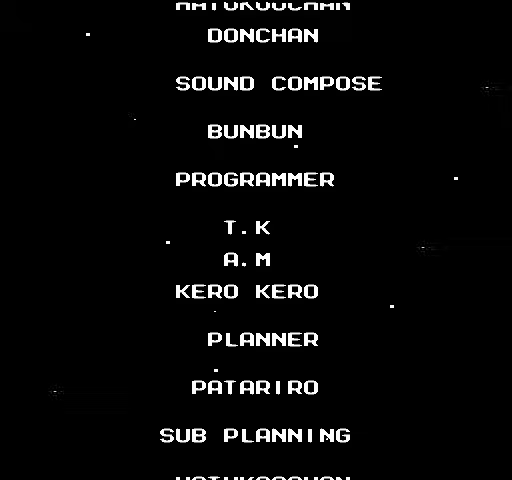 DONCHAN
SOUND COMPOSE
BUNBUN
PROGRAMMER
T.K
A.M
KERO KERO
PLANNER
PATARIRO
SUB PLANNING